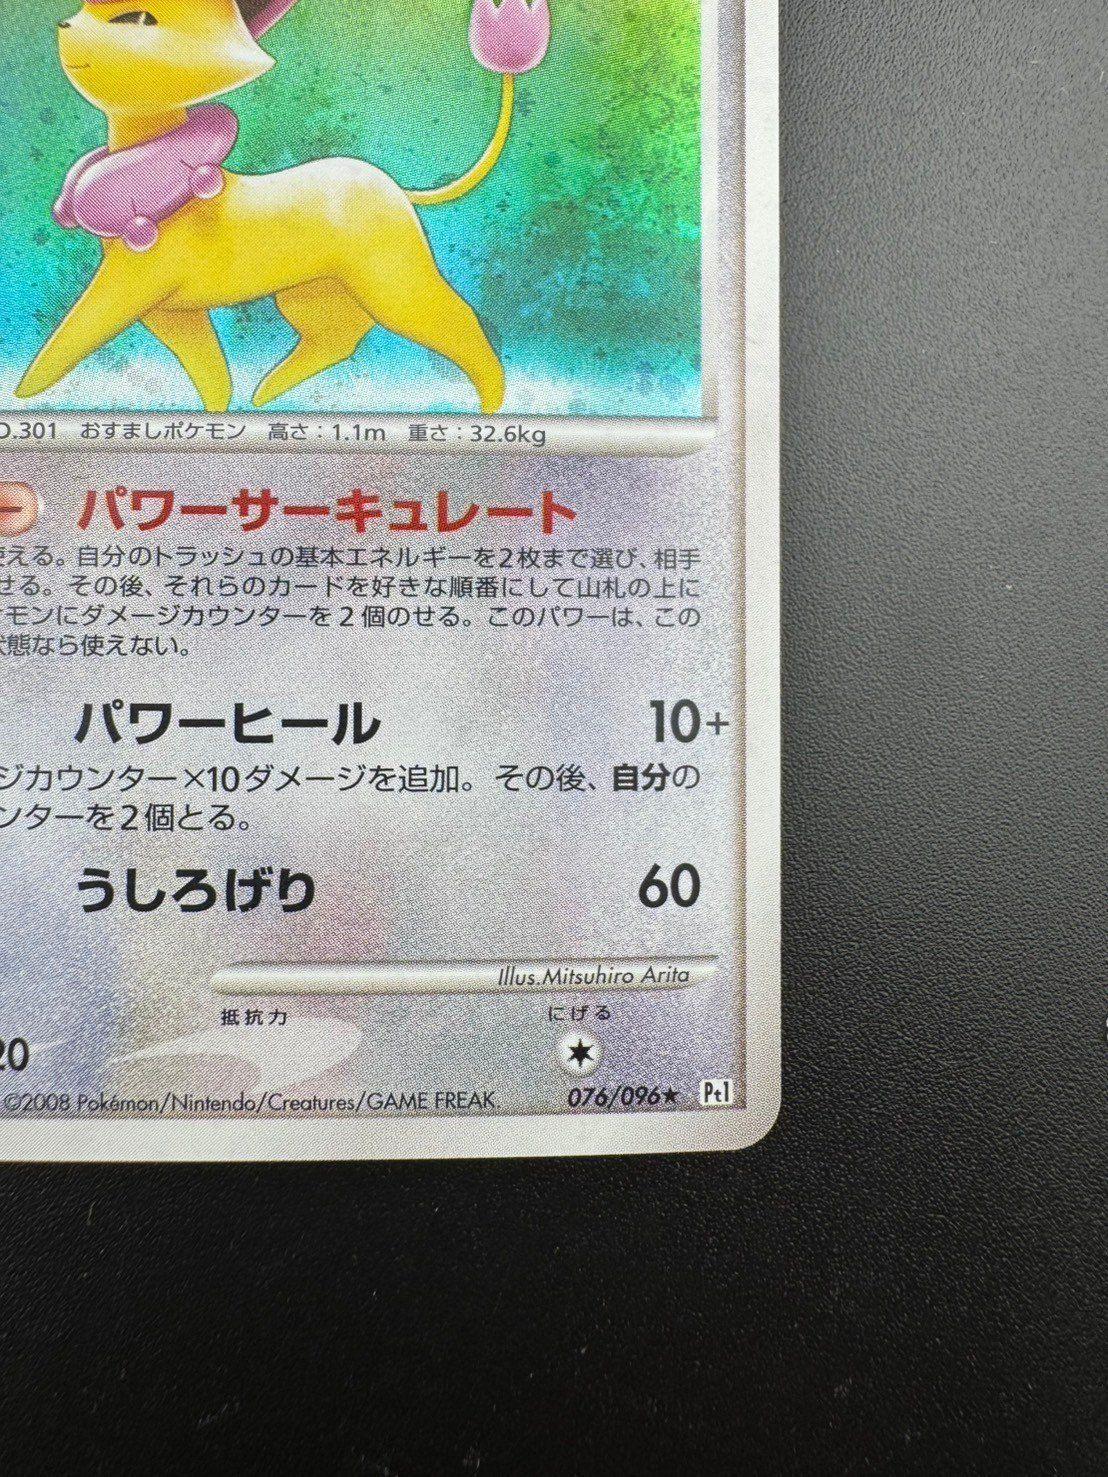 .301 おすましポケモン 高さ:1.1m 重さ:32.6kg
ー パワーサーキュレート
使える。自分のトラッシュの基本エネルギーを2枚まで選び、相手
せる。その後、それらのカードを好きな順番にして山札の上に
モンにダメージカウンターを2個のせる。このパワーは、この
状態なら使えない。
パワーヒール 10+
ジカウンター×10ダメージを追加。その後、自分の
ンターを2個とる。
うしろげり 60
Illus.Mitsuhiro Arita
抵抗力 にげる
20
©2008 Pokémon/Nintendo/Creatures/GAME FREAK. 076/096★ Pt1